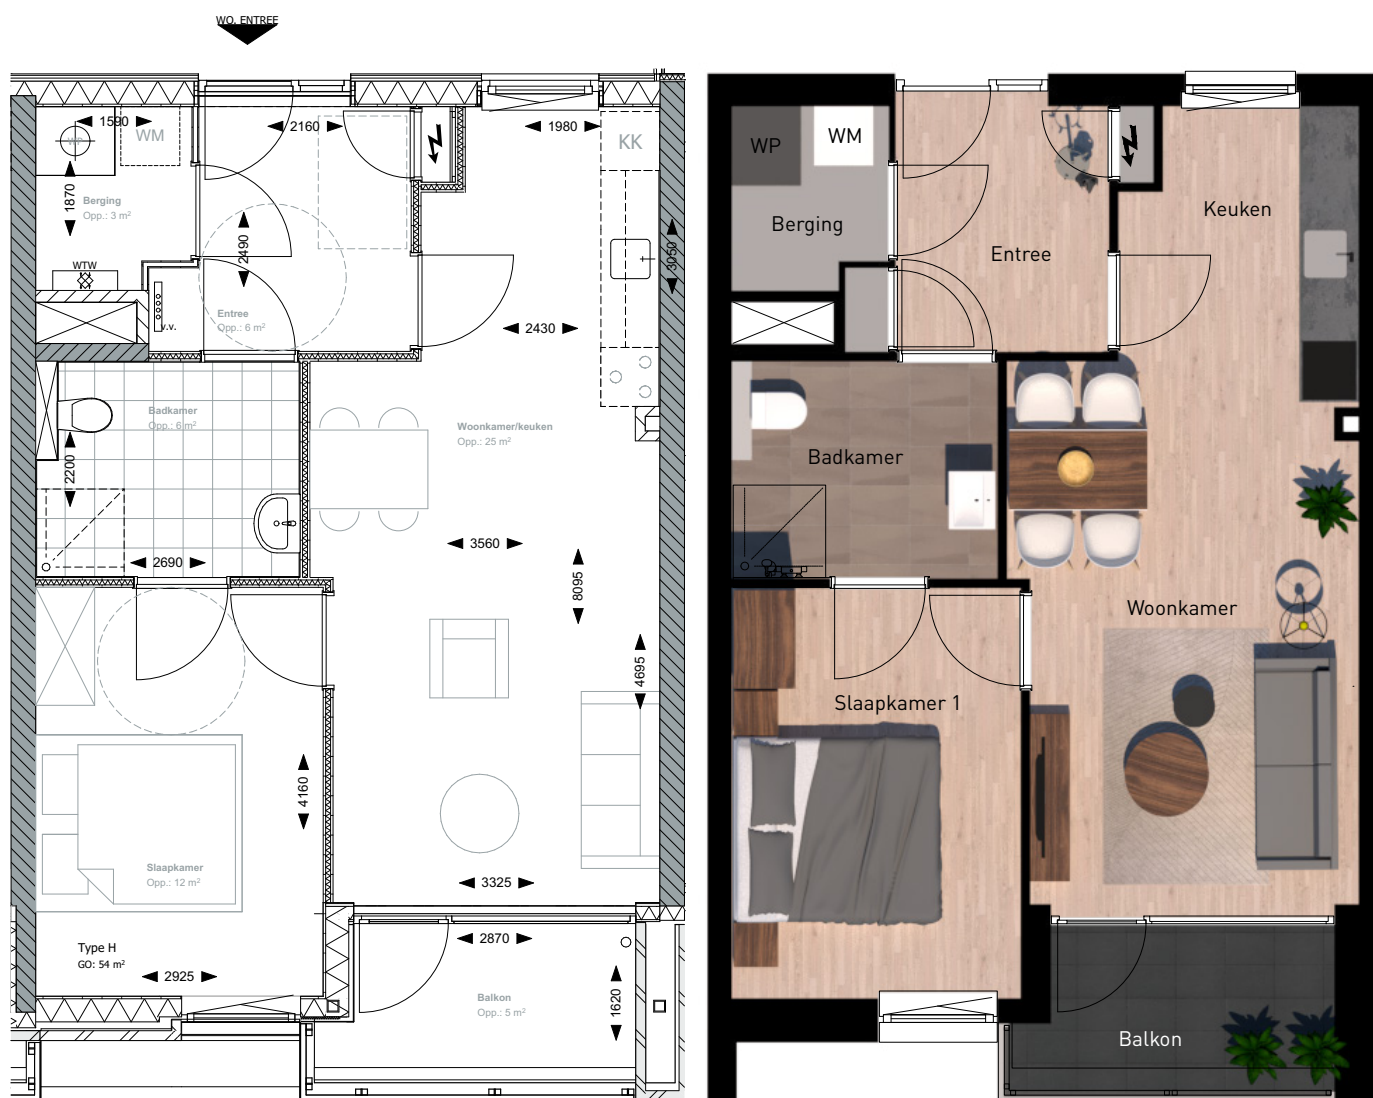 WO. ENTREE
1590
WM
2160
1980
KK
WP
1870
Berging
Opp.: 3 m²
2490
3050
WTW
Entree
Opp.: 6 m²
v.v.
2430
Badkamer
Opp.: 6 m²
Woonkamer/keuken
Opp.: 25 m²
2200
3560
2690
8095
4695
4160
Slaapkamer
Opp.: 12 m²
3325
Type H
GO: 54 m²
2925
2870
Balkon
Opp.: 5 m²
1620
WP
WM
Berging
Entree
Keuken
Badkamer
Woonkamer
Slaapkamer 1
Balkon